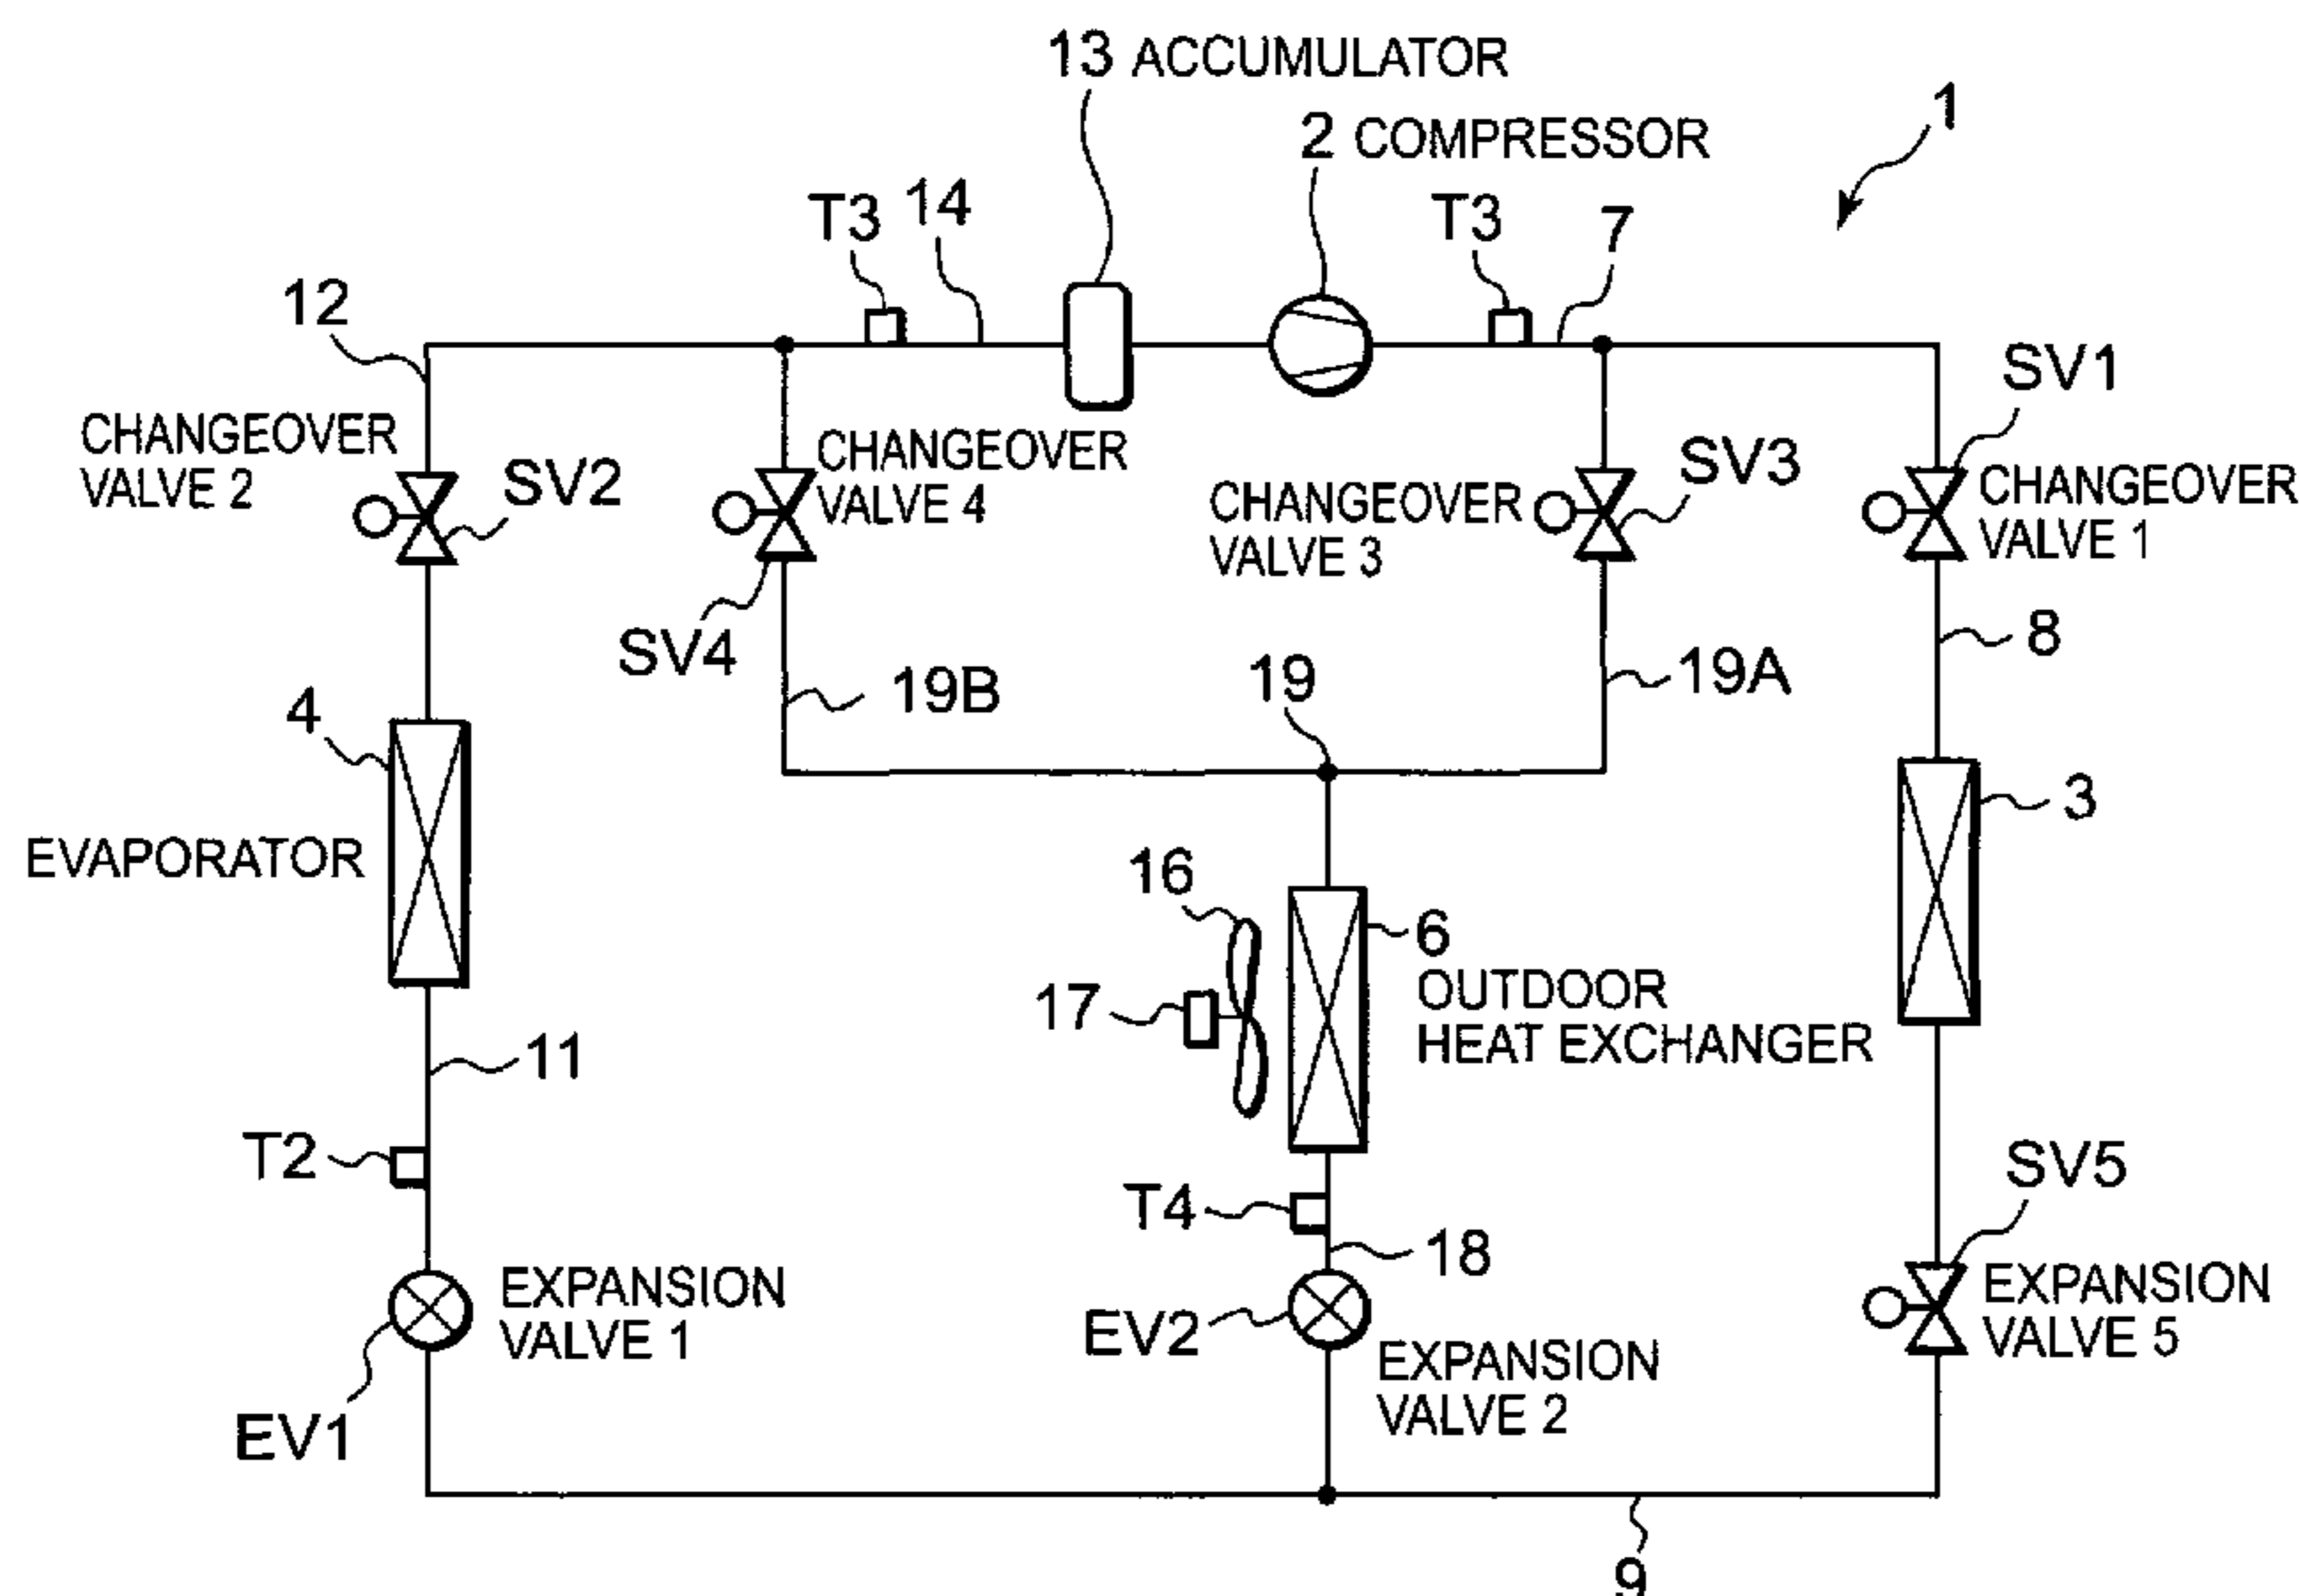 13 ACCUMULATOR
1
2 COMPRESSOR
T3
14
T3
7
12
SV1
CHANGEOVER
VALVE 2
SV2
CHANGEOVER
VALVE 4
CHANGEOVER
VALVE 3
SV3
CHANGEOVER
VALVE 1
SV4
8
19B
19
19A
4
3
EVAPORATOR
16
6
OUTDOOR
HEAT EXCHANGER
17
11
T2
T4
18
SV5
EXPANSION
VALVE 1
EV2
EXPANSION
VALVE 5
EXPANSION
VALVE 2
EV1
9